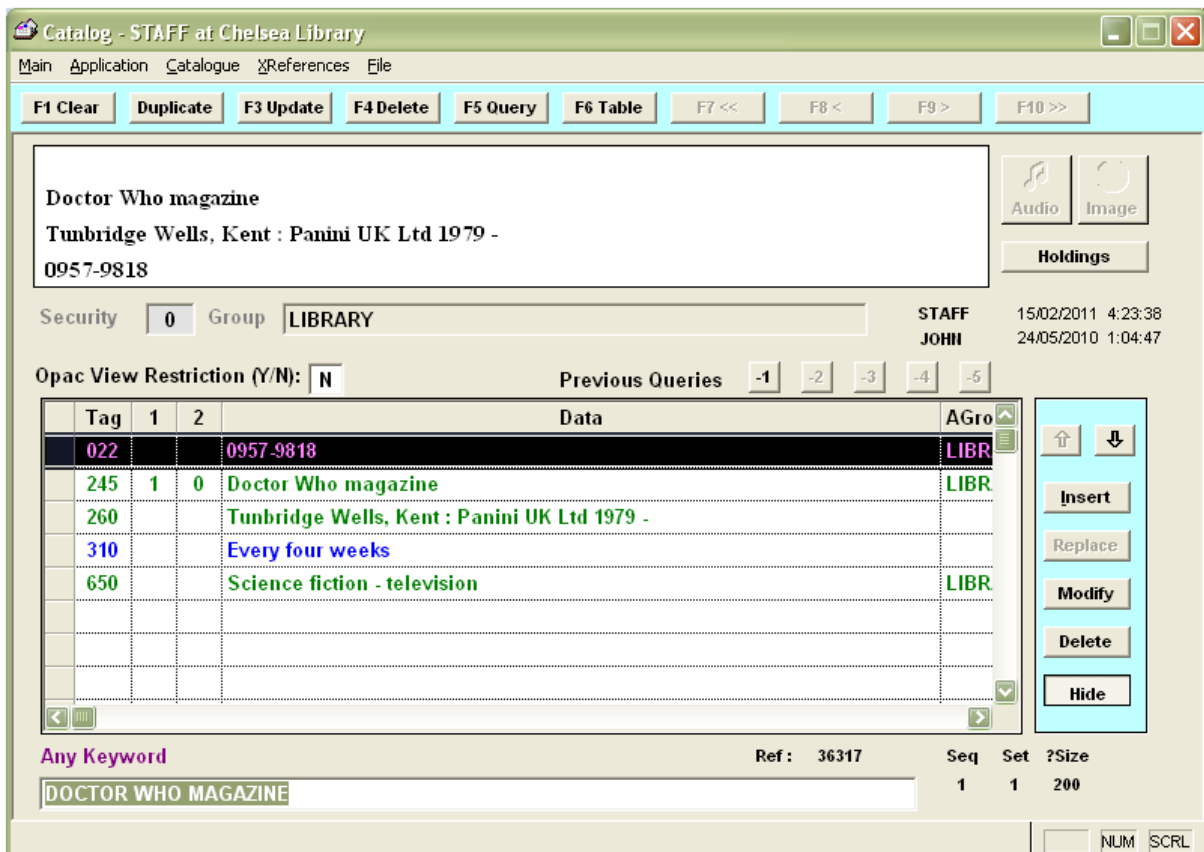 Catalog - STAFF at Chelsea Library
Main Application Catalogue XReferences File
F1 Clear Duplicate F3 Update F4 Delete F5 Query F6 Table F7 << F8 < F9 > F10 >>
Doctor Who magazine
Tunbridge Wells, Kent : Panini UK Ltd 1979 -
0957-9818
Audio Image
Holdings
Security 0 Group LIBRARY STAFF 15/02/2011 4:23:38
JOHN 24/05/2010 1:04:47
Opac View Restriction (Y/N): N Previous Queries -1 -2 -3 -4 -5
Tag 1 2 Data AGro
022 0957-9818 LIBR
245 1 0 Doctor Who magazine LIBR
260 Tunbridge Wells, Kent : Panini UK Ltd 1979 -
310 Every four weeks
650 Science fiction - television LIBR
Insert
Replace
Modify
Delete
Hide
Any Keyword Ref : 36317 Seq Set ?Size
DOCTOR WHO MAGAZINE 1 1 200
NUM SCRL